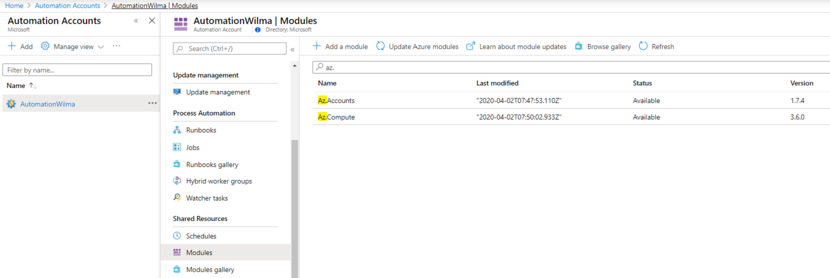 Home > Automation Accounts > AutomationWilma | Modules
Automation Accounts
Microsoft
+ Add Manage view ...
Filter by name...
Name ↑↓
AutomationWilma ...
AutomationWilma | Modules
Automation Account Directory: Microsoft
Search (Ctrl+/)
Update management
Update management
Process Automation
Runbooks
Jobs
Runbooks gallery
Hybrid worker groups
Watcher tasks
Shared Resources
Schedules
Modules
Modules gallery
+ Add a module Update Azure modules Learn about module updates Browse gallery Refresh
az.
Name Last modified Status Version
Az.Accounts "2020-04-02T07:47:53.110Z" Available 1.7.4
Az.Compute "2020-04-02T07:50:02.933Z" Available 3.6.0